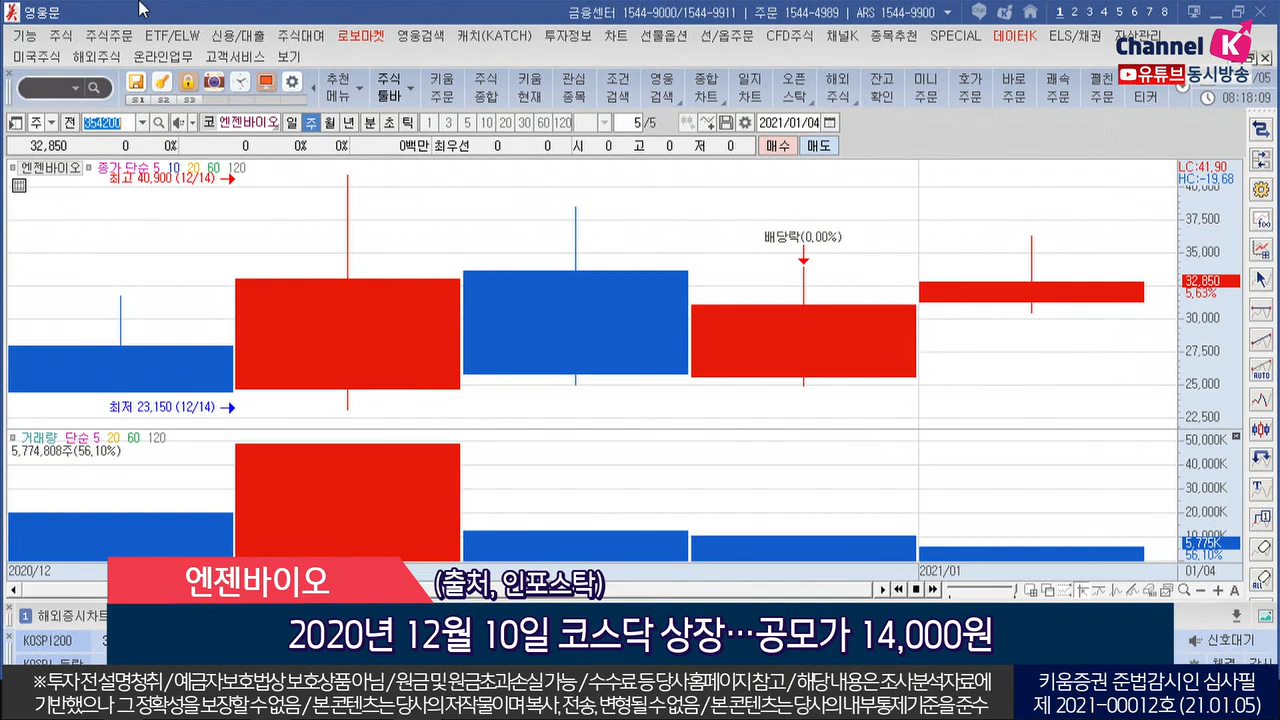 영웅문
금융센터 1544-9000/1544-9911 | 주문 1544-4989 | ARS 1544-9900
1 2 3 4 5 6 7 8
기능 주식 주식주문 ETF/ELW 신용/대출 주식대여 로보마켓 영웅검색 캐치(KATCH) 투자정보 차트 선물옵션 선/옵주문 CFD주식 채널K 종목추천 SPECIAL 데이터K ELS/채권 자산관리
미국주식 해외주식 온라인업무 고객서비스 보기
Channel K
유튜브동시방송
S1 S2 S3
추천 메뉴 주식 툴바 키움 주문 주식 종합 키움 현재 관심 종목 조건 검색 영웅 검색 종합 차트 일지 차트 오픈 스탁 해외 주식 잔고 확인 미니 주문 호가 주문 바로 주문 쾌속 주문 펼친 주문 티커
08:18:09
주 전 354200 코 엔젠바이오 일 주 월 년 분 초 틱 1 3 5 10 20 30 60 120 5/5 2021/01/04
32,850 0 0% 0 0% 0% 0백만 최우선 0 0 시 0 고 0 저 0 매수 매도
엔젠바이오 종가 단순 5 10 20 60 120
LC:41,90
HC:-19,68
최고 40,900 (12/14)
40,000
37,500
배당락(0,00%)
35,000
32,850
5,63%
30,000
27,500
25,000
최저 23,150 (12/14)
22,500
거래량 단순 5 20 60 120
5,774,808주(56,10%)
50,000K
40,000K
30,000K
20,000K
10,000K
5,775K
56,10%
2020/12
2021/01
01/04
AUTO
엔젠바이오
(출처, 인포스탁)
1 해외증시차트
2020년 12월 10일 코스닥 상장…공모가 14,000원
KOSPI200
신호대기
※투자 전 설명청취 / 예금자보호법상 보호상품 아님 / 원금 및 원금초과손실 가능 / 수수료 등 당사 홈페이지 참고 / 해당 내용은 조사분석자료에
기반했으나 그 정확성을 보장할 수 없음 / 본 콘텐츠는 당사의 저작물이며 복사, 전송, 변형될 수 없음 / 본 콘텐츠는 당사의 내부통제기준을 준수
키움증권 준법감시인 심사필
제 2021-00012호 (21.01.05)